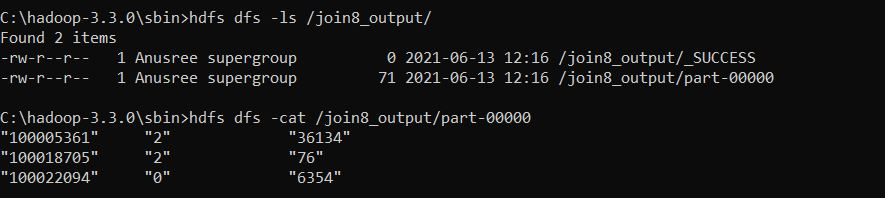 C:\hadoop-3.3.0\sbin>hdfs dfs -ls /join8_output/
Found 2 items
-rw-r--r--   1 Anusree supergroup          0 2021-06-13 12:16 /join8_output/_SUCCESS
-rw-r--r--   1 Anusree supergroup         71 2021-06-13 12:16 /join8_output/part-00000
C:\hadoop-3.3.0\sbin>hdfs dfs -cat /join8_output/part-00000
"100005361"     "2"             "36134"
"100018705"     "2"             "76"
"100022094"     "0"             "6354"